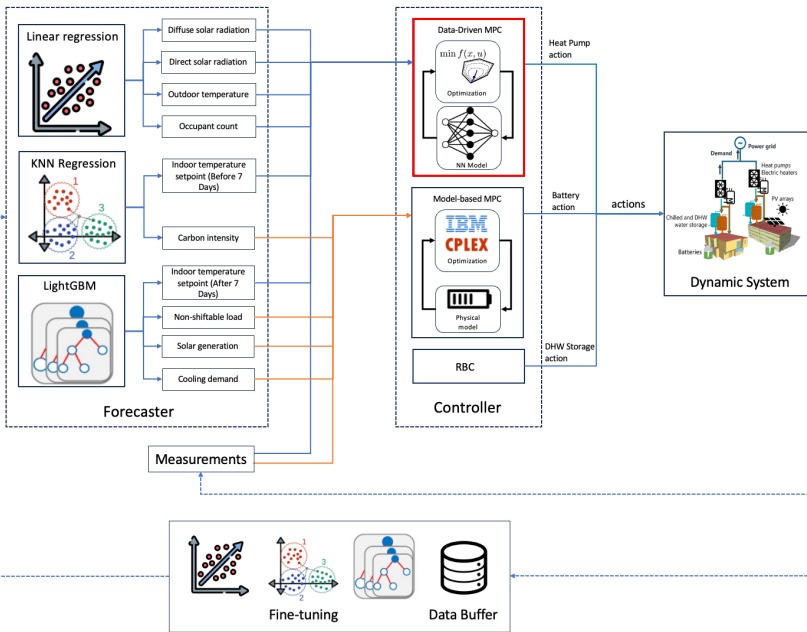 Linear regression
Diffuse solar radiation
Direct solar radiation
Outdoor temperature
Occupant count
KNN Regression
1
3
2
Indoor temperature
setpoint (Before 7
Days)
Carbon intensity
LightGBM
Indoor temperature
setpoint (After 7
Days)
Non-shiftable load
Solar generation
Cooling demand
Forecaster
Measurements
Data-Driven MPC
min f(x, u)
Optimization
NN Model
Model-based MPC
IBM
CPLEX
Optimization
Physical
model
RBC
Controller
Heat Pump
action
Battery
action
DHW Storage
action
actions
Power grid
Demand
Heat pumps
Electric heaters
PV arrays
Chilled and DHW
water storage
Batteries
Dynamic System
1
3
2
Fine-tuning
Data Buffer